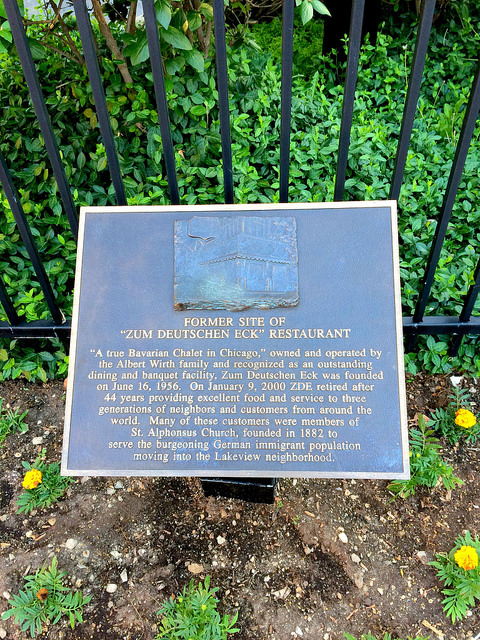 FORMER SITE OF
"ZUM DEUTSCHEN ECK" RESTAURANT
"A true Bavarian Chalet in Chicago," owned and operated by
the Albert Wirth family and recognized as an outstanding
dining and banquet facility, Zum Deutschen Eck was founded
on June 16, 1956. On January 9, 2000 ZDE retired after
44 years providing excellent food and service to three
generations of neighbors and customers from around the
world. Many of these customers were members of
St. Alphonsus Church, founded in 1882 to
serve the burgeoning German immigrant population
moving into the Lakeview neighborhood.